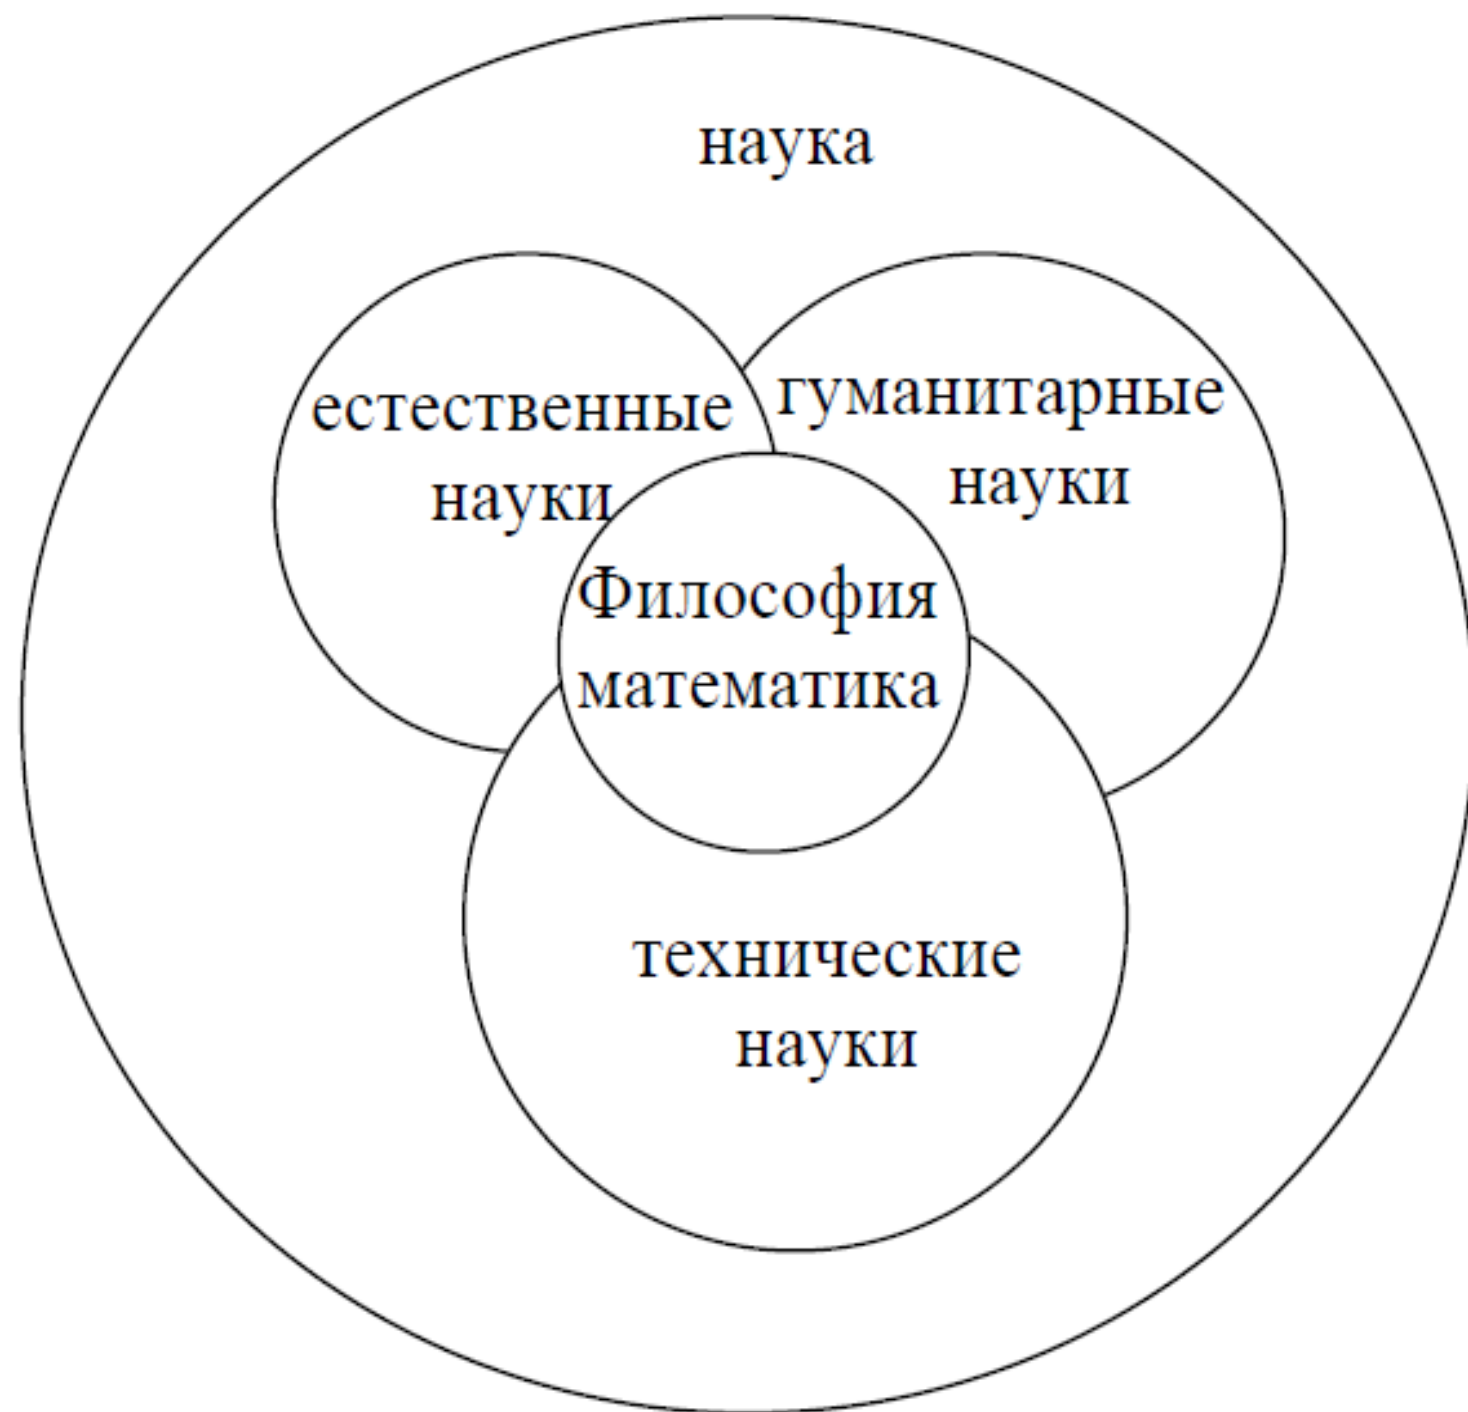 наука
естественные
науки
гуманитарные
науки
Философия
математика
технические
науки